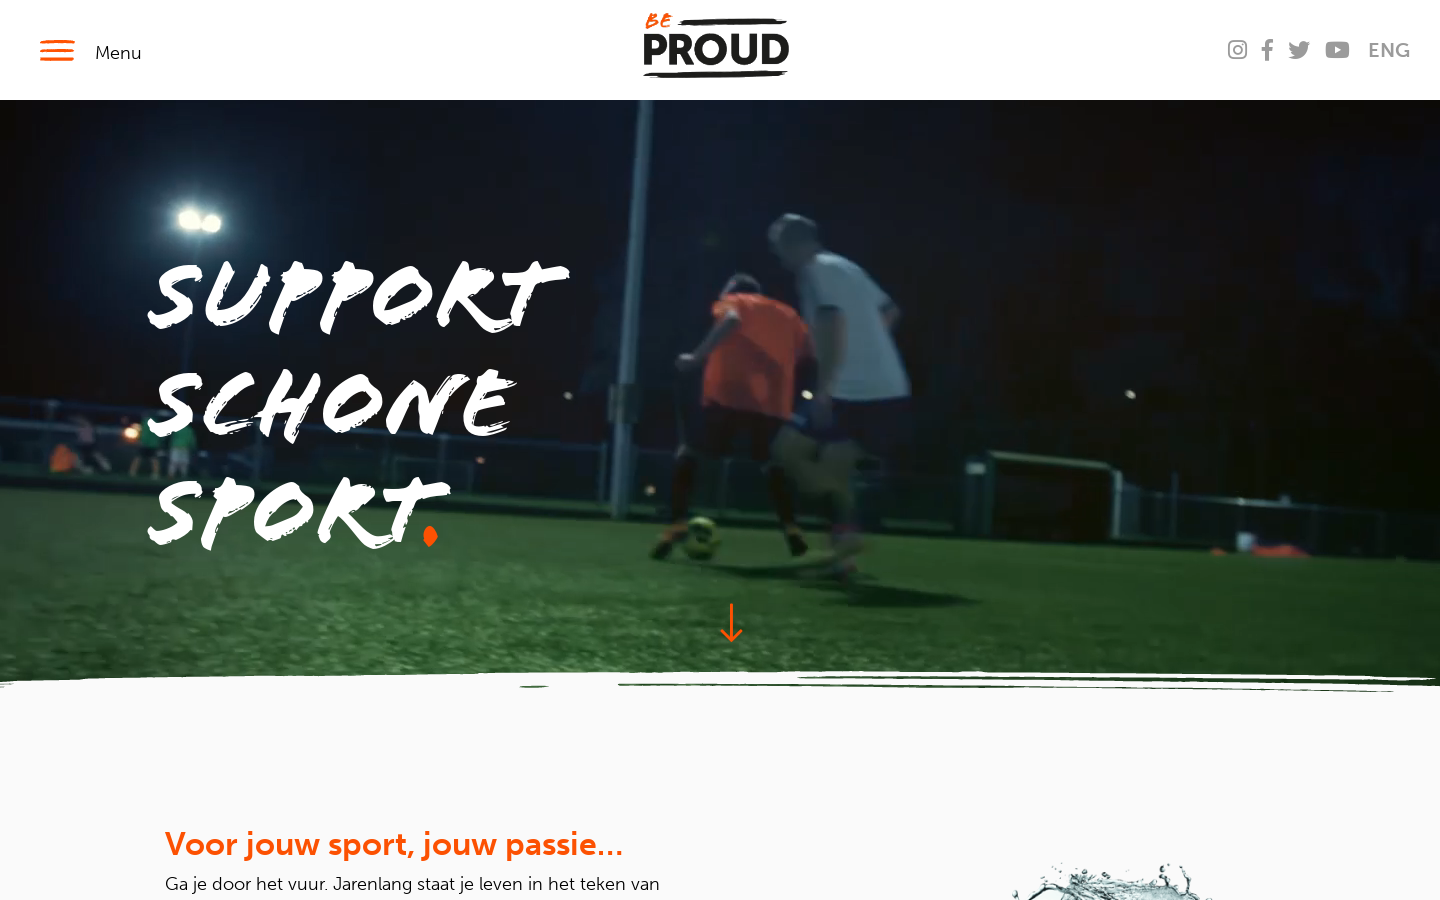 Menu
BE
PROUD
ENG
SUPPORT
SCHONE
SPORT.
Voor jouw sport, jouw passie...
Ga je door het vuur. Jarenlang staat je leven in het teken van